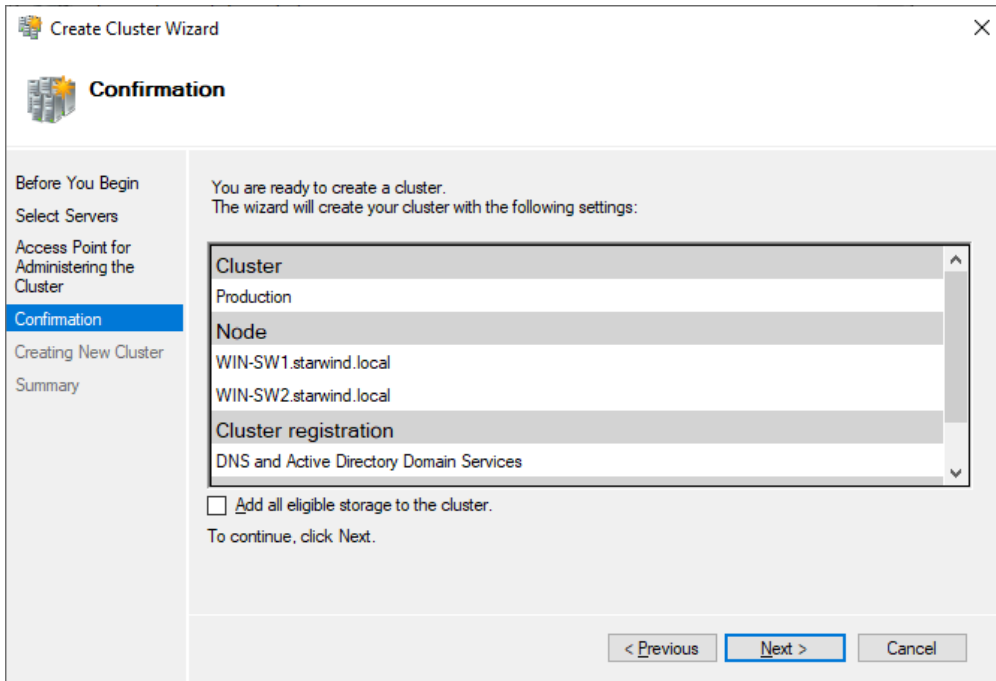 Create Cluster Wizard
Confirmation
Before You Begin
Select Servers
Access Point for
Administering the
Cluster
Confirmation
Creating New Cluster
Summary
You are ready to create a cluster.
The wizard will create your cluster with the following settings:
Cluster
Production
Node
WIN-SW1.starwind.local
WIN-SW2.starwind.local
Cluster registration
DNS and Active Directory Domain Services
Add all eligible storage to the cluster.
To continue, click Next.
< Previous
Next >
Cancel